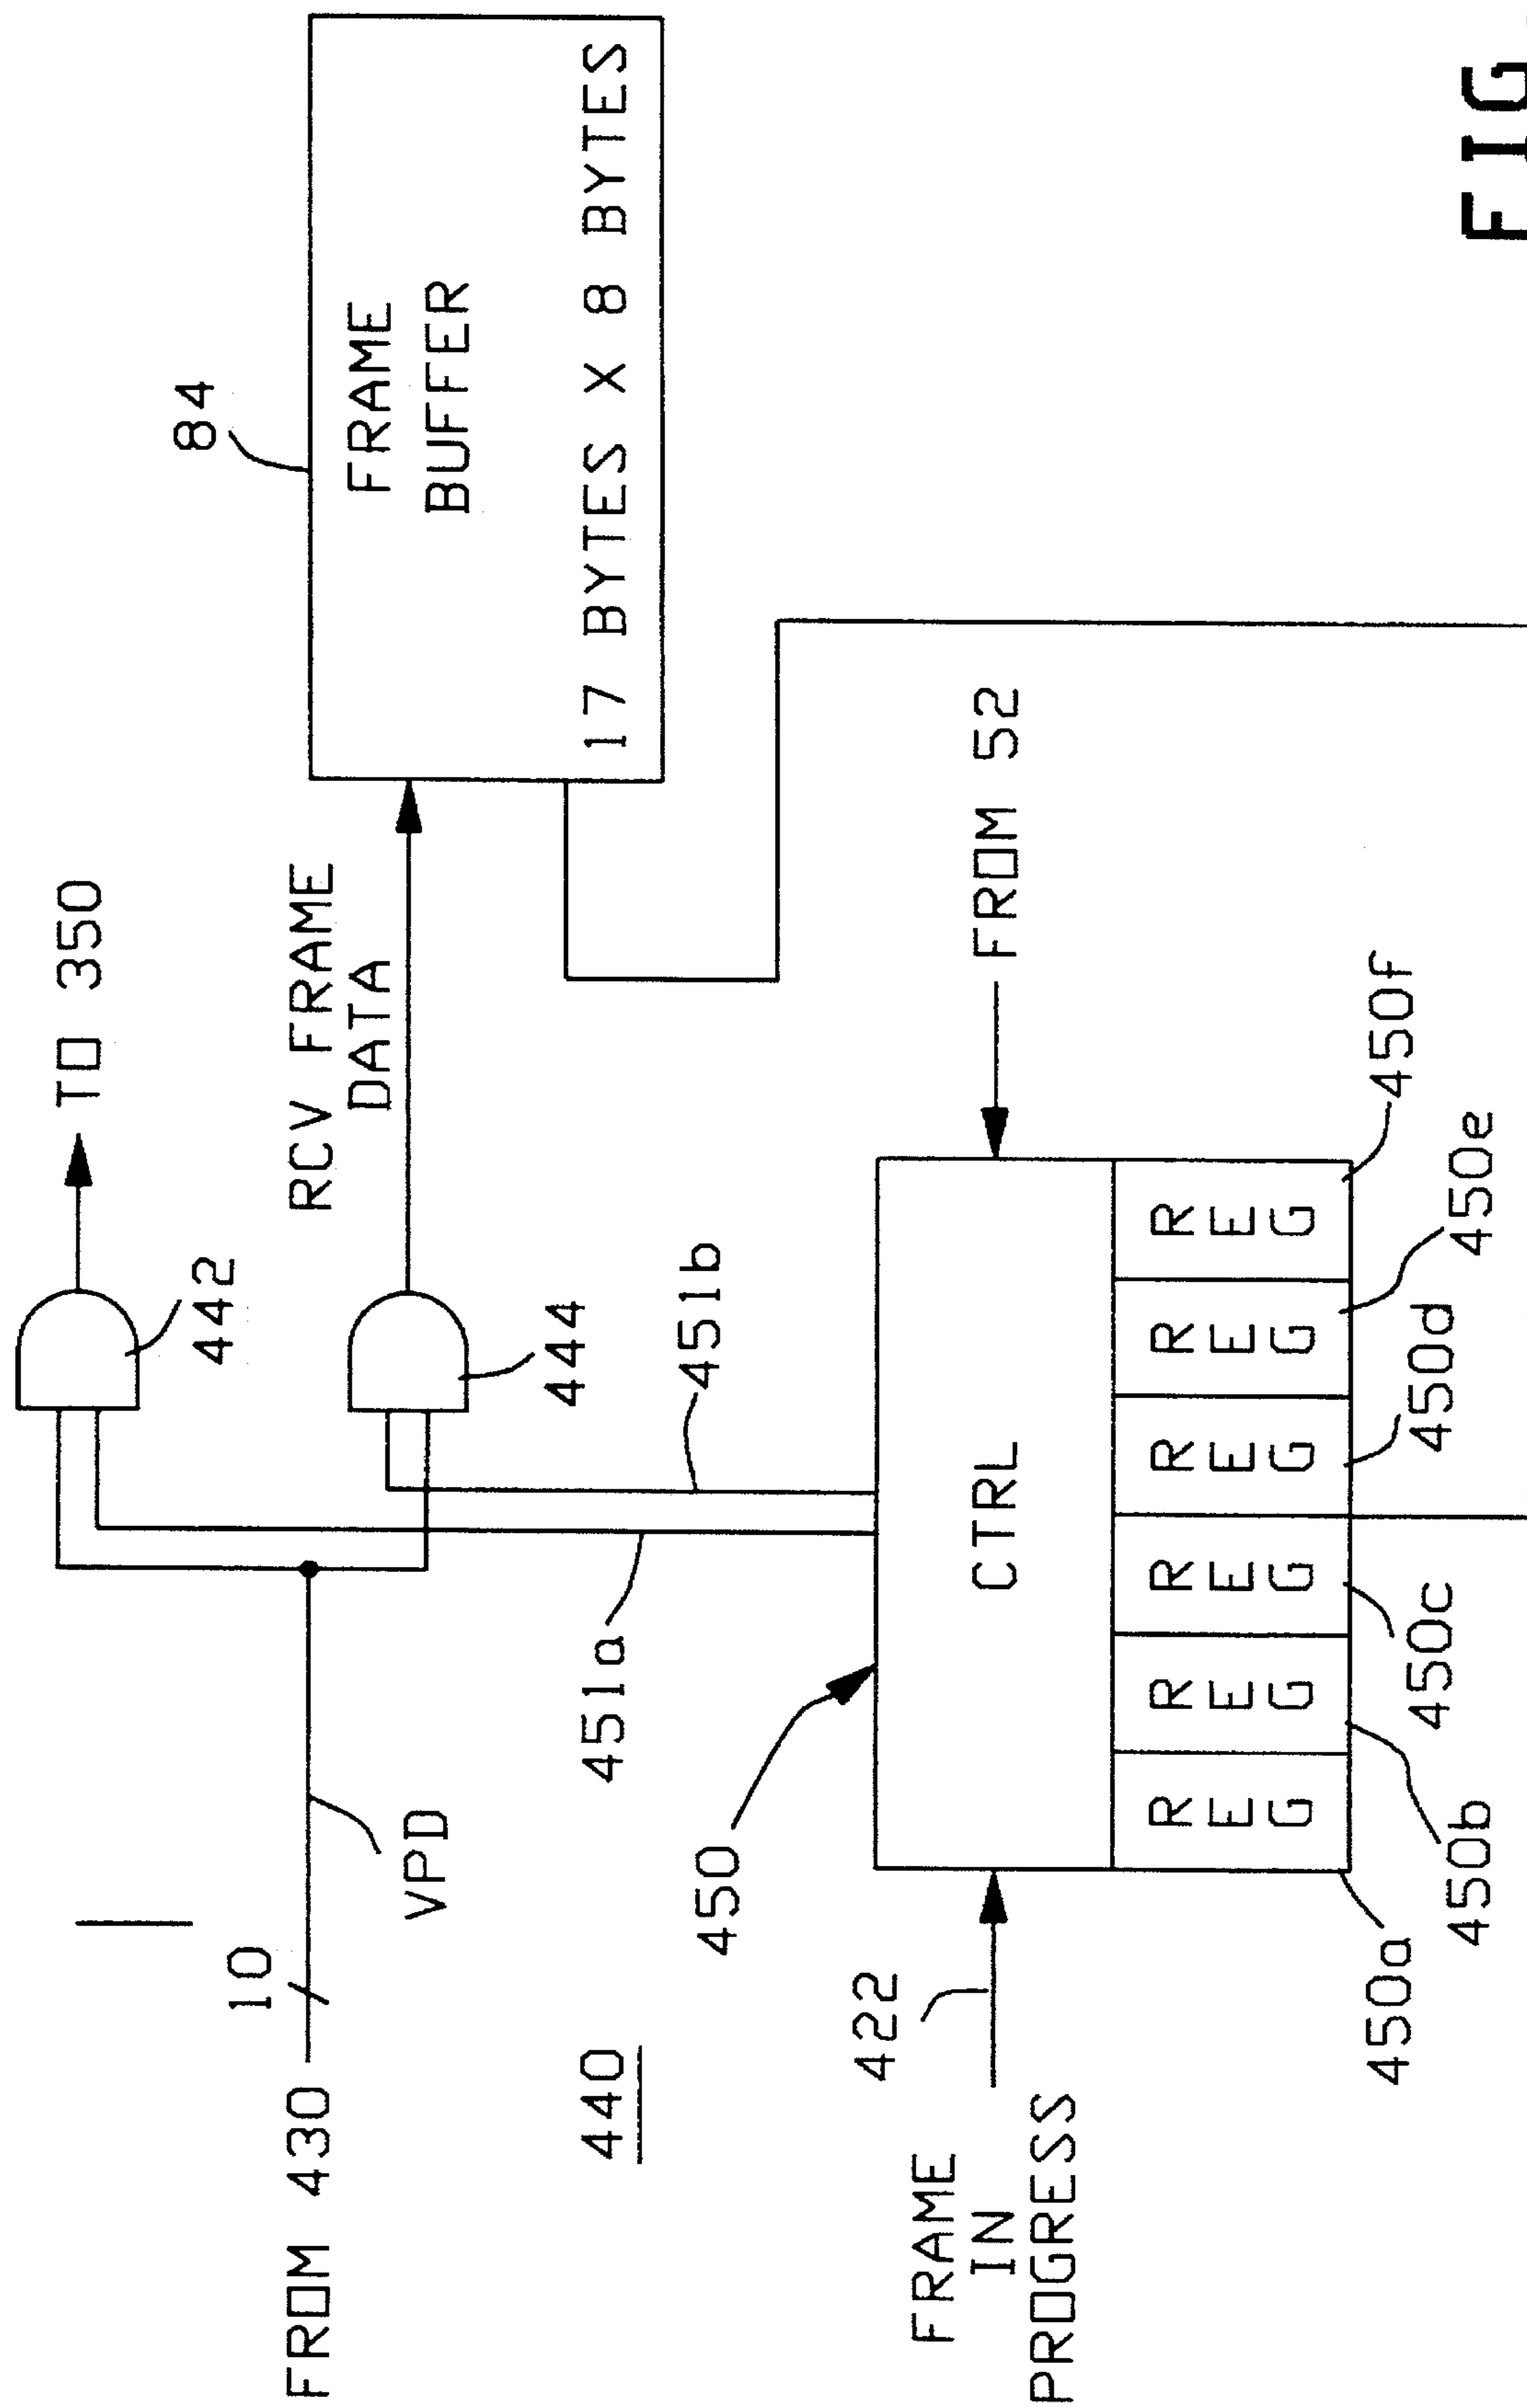 TO 350
442
FROM 430
10
VPD
RCV FRAME
DATA
444
84
FRAME
BUFFER
17 BYTES X 8 BYTES
440
451a
451b
450
422
FRAME
IN
PROGRESS
CTRL
FROM 52
REG
REG
REG
REG
REG
REG
450a
450b
450c
450d
450e
450f
FIG